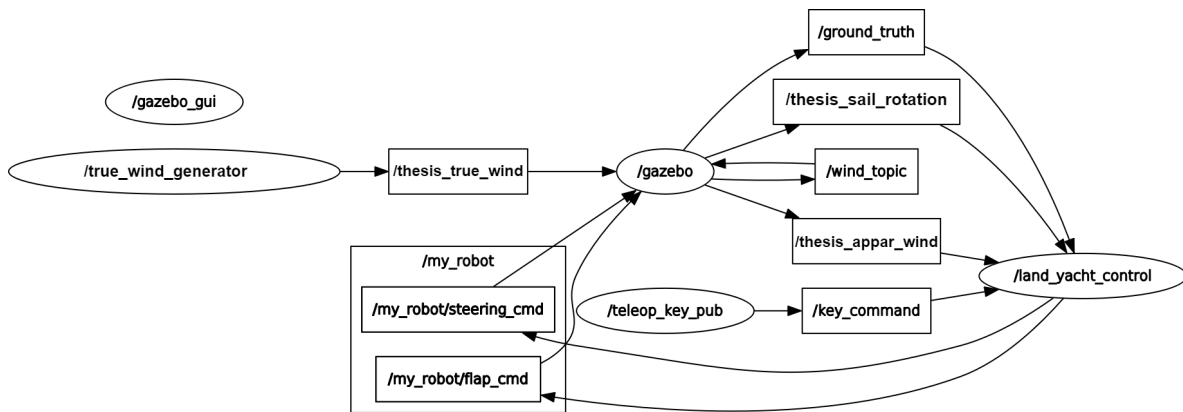 /ground_truth
/gazebo_gui
/thesis_sail_rotation
/true_wind_generator
/thesis_true_wind
/gazebo
/wind_topic
/thesis_appar_wind
/my_robot
/land_yacht_control
/my_robot/steering_cmd
/teleop_key_pub
/key_command
/my_robot/flap_cmd